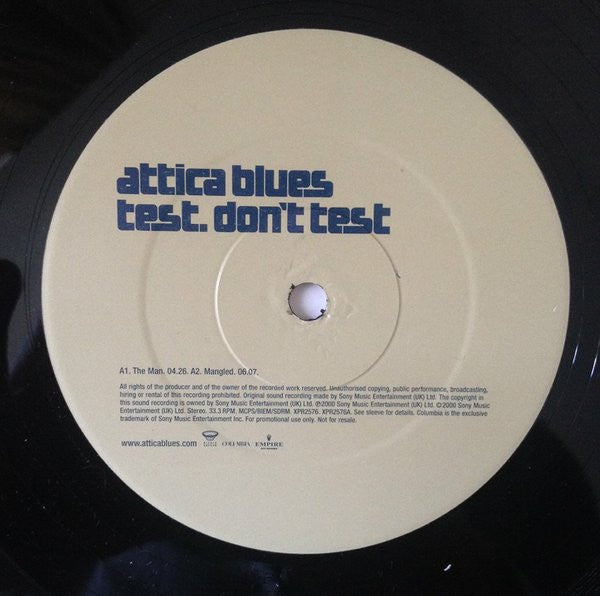 attica blues
test. don't test
A1. The Man. 04.26. A2. Mangled. 06.07.
All rights of the producer and of the owner of the recorded work reserved. Unauthorised copying, public performance, broadcasting,
hiring or rental of this recording prohibited. Original sound recording made by Sony Music Entertainment (UK) Ltd. The copyright in
this sound recording is owned by Sony Music Entertainment (UK) Ltd. ℗2000 Sony Music Entertainment (UK) Ltd. ©2000 Sony Music
Entertainment (UK) Ltd. Stereo. 33.3 RPM. MCPS/BIEM/SDRM. XPR2576. XPR2576A. See sleeve for details. Columbia is the exclusive
trademark of Sony Music Entertainment Inc. For promotional use only. Not for resale.
www.atticablues.com COLUMBIA EMPIRE